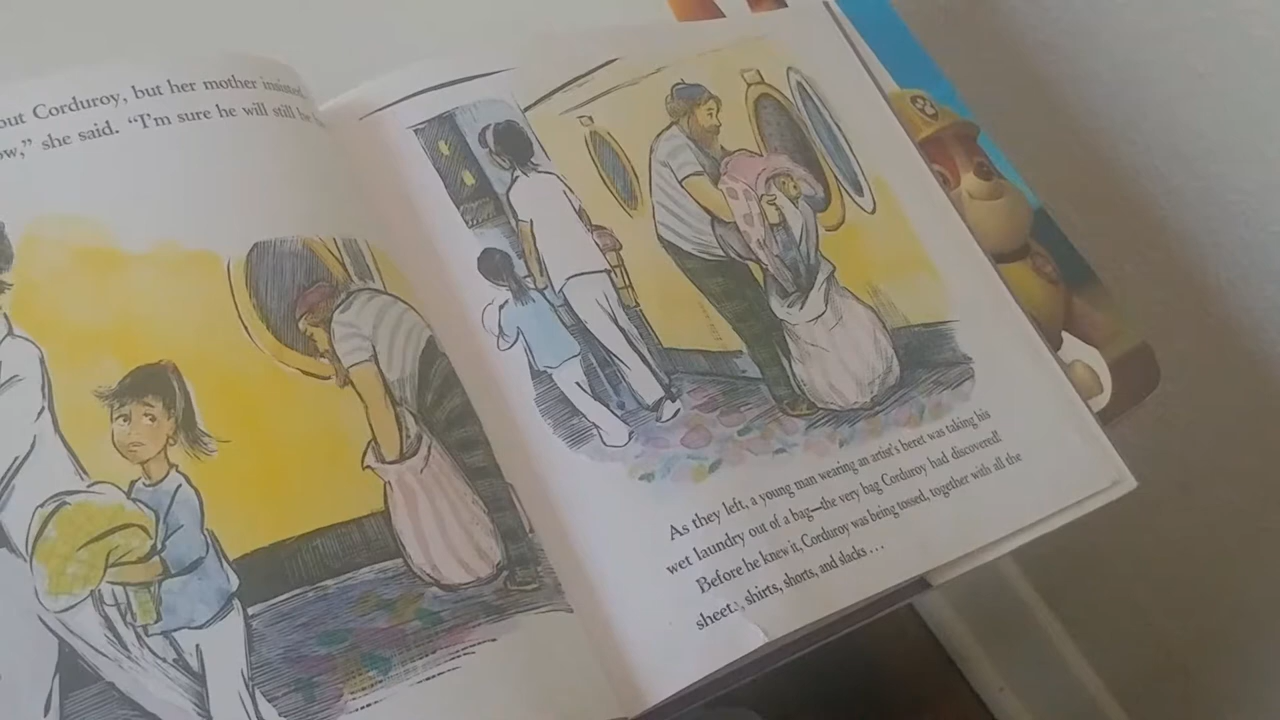 out Corduroy, but her mother insisted
ow," she said. "I'm sure he will still be
As they left, a young man wearing an artist's beret was taking his
wet laundry out of a bag—the very bag Corduroy had discovered!
Before he knew it, Corduroy was being tossed, together with all the
sheets, shirts, shorts, and slacks . . .